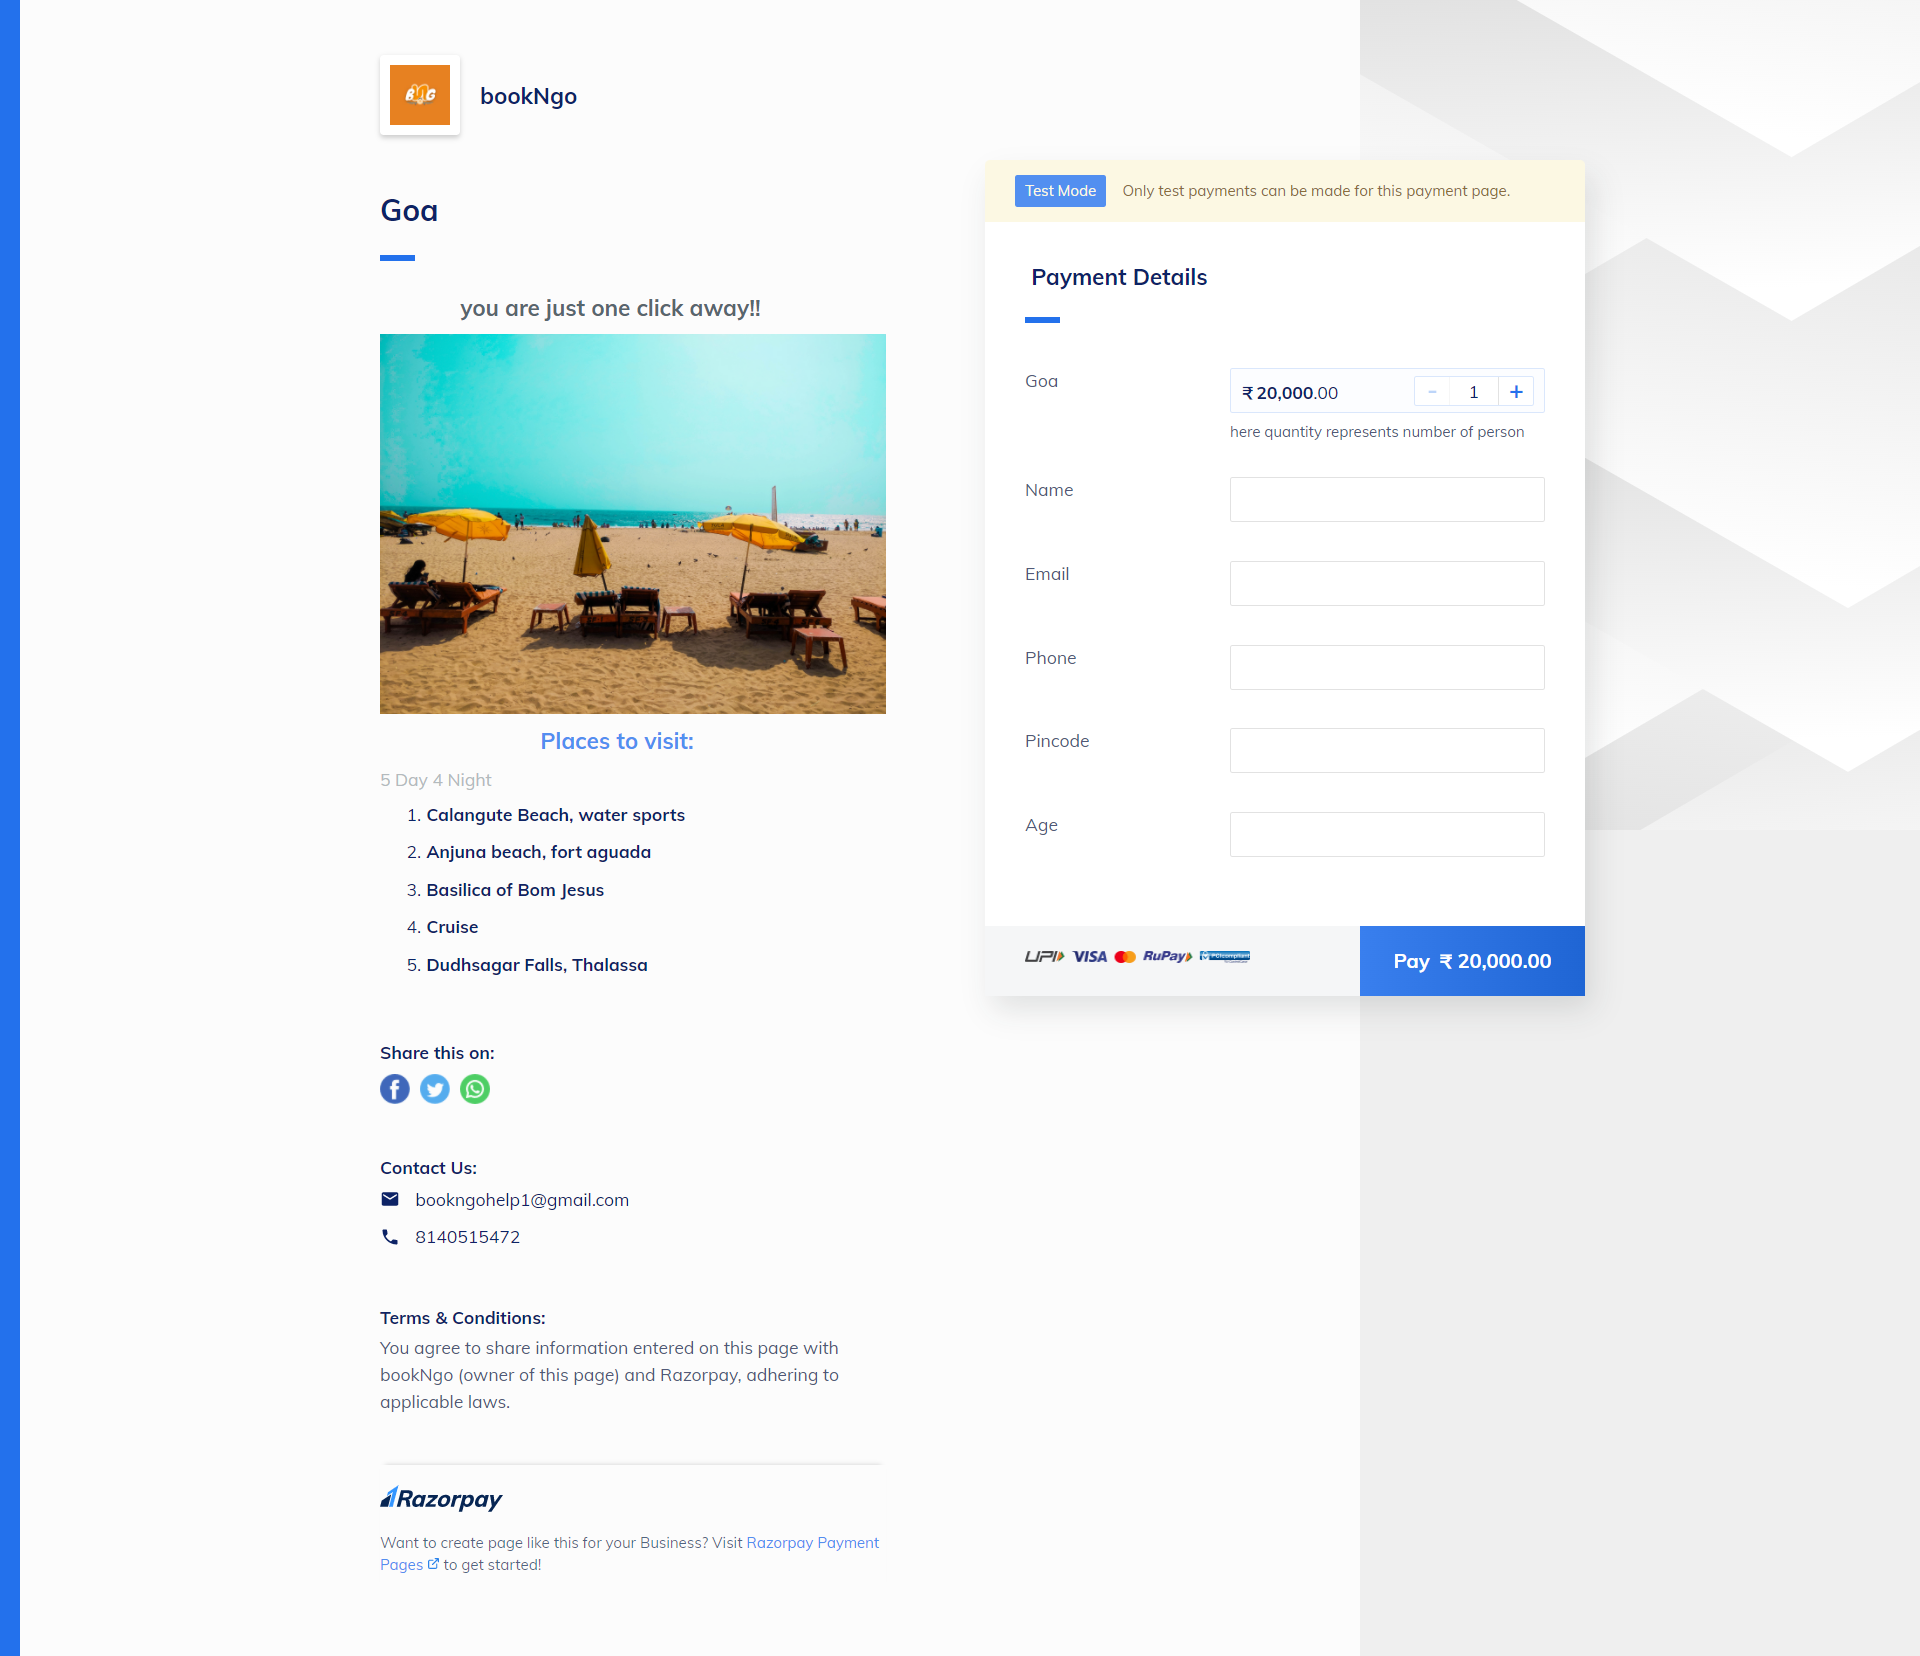 BNG
bookNgo
Goa
you are just one click away!!
Places to visit:
5 Day 4 Night
1. Calangute Beach, water sports
2. Anjuna beach, fort aguada
3. Basilica of Bom Jesus
4. Cruise
5. Dudhsagar Falls, Thalassa
Share this on:
Contact Us:
bookngohelp1@gmail.com
8140515472
Terms & Conditions:
You agree to share information entered on this page with
bookNgo (owner of this page) and Razorpay, adhering to
applicable laws.
Razorpay
Want to create page like this for your Business? Visit Razorpay Payment
Pages to get started!
Test Mode Only test payments can be made for this payment page.
Payment Details
Goa ₹ 20,000.00 - 1 +
here quantity represents number of person
Name
Email
Phone
Pincode
Age
UPI VISA RuPay PCI compliant
Pay ₹ 20,000.00